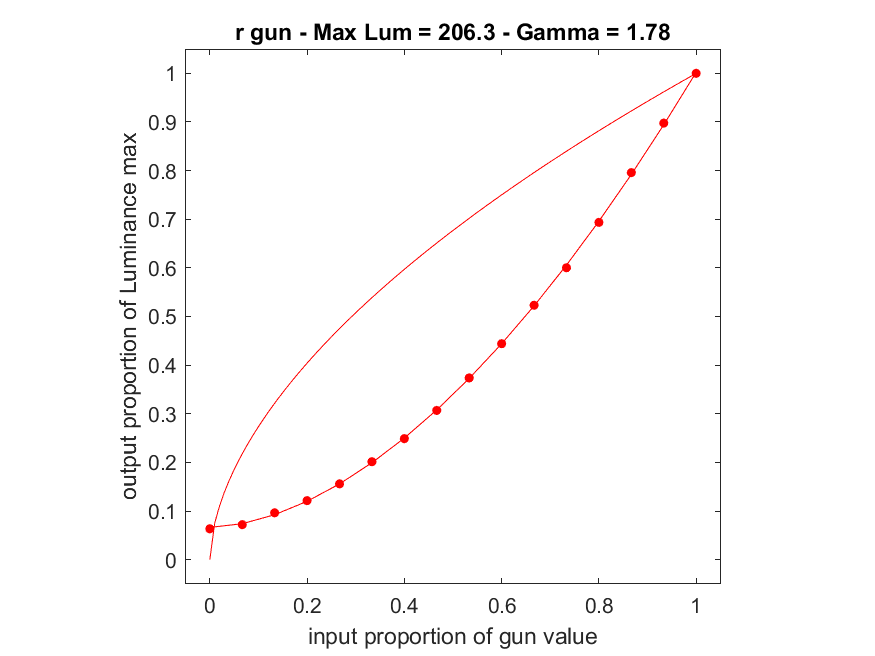 r gun - Max Lum = 206.3 - Gamma = 1.78
output proportion of Luminance max
1
0.9
0.8
0.7
0.6
0.5
0.4
0.3
0.2
0.1
0
0 0.2 0.4 0.6 0.8 1
input proportion of gun value